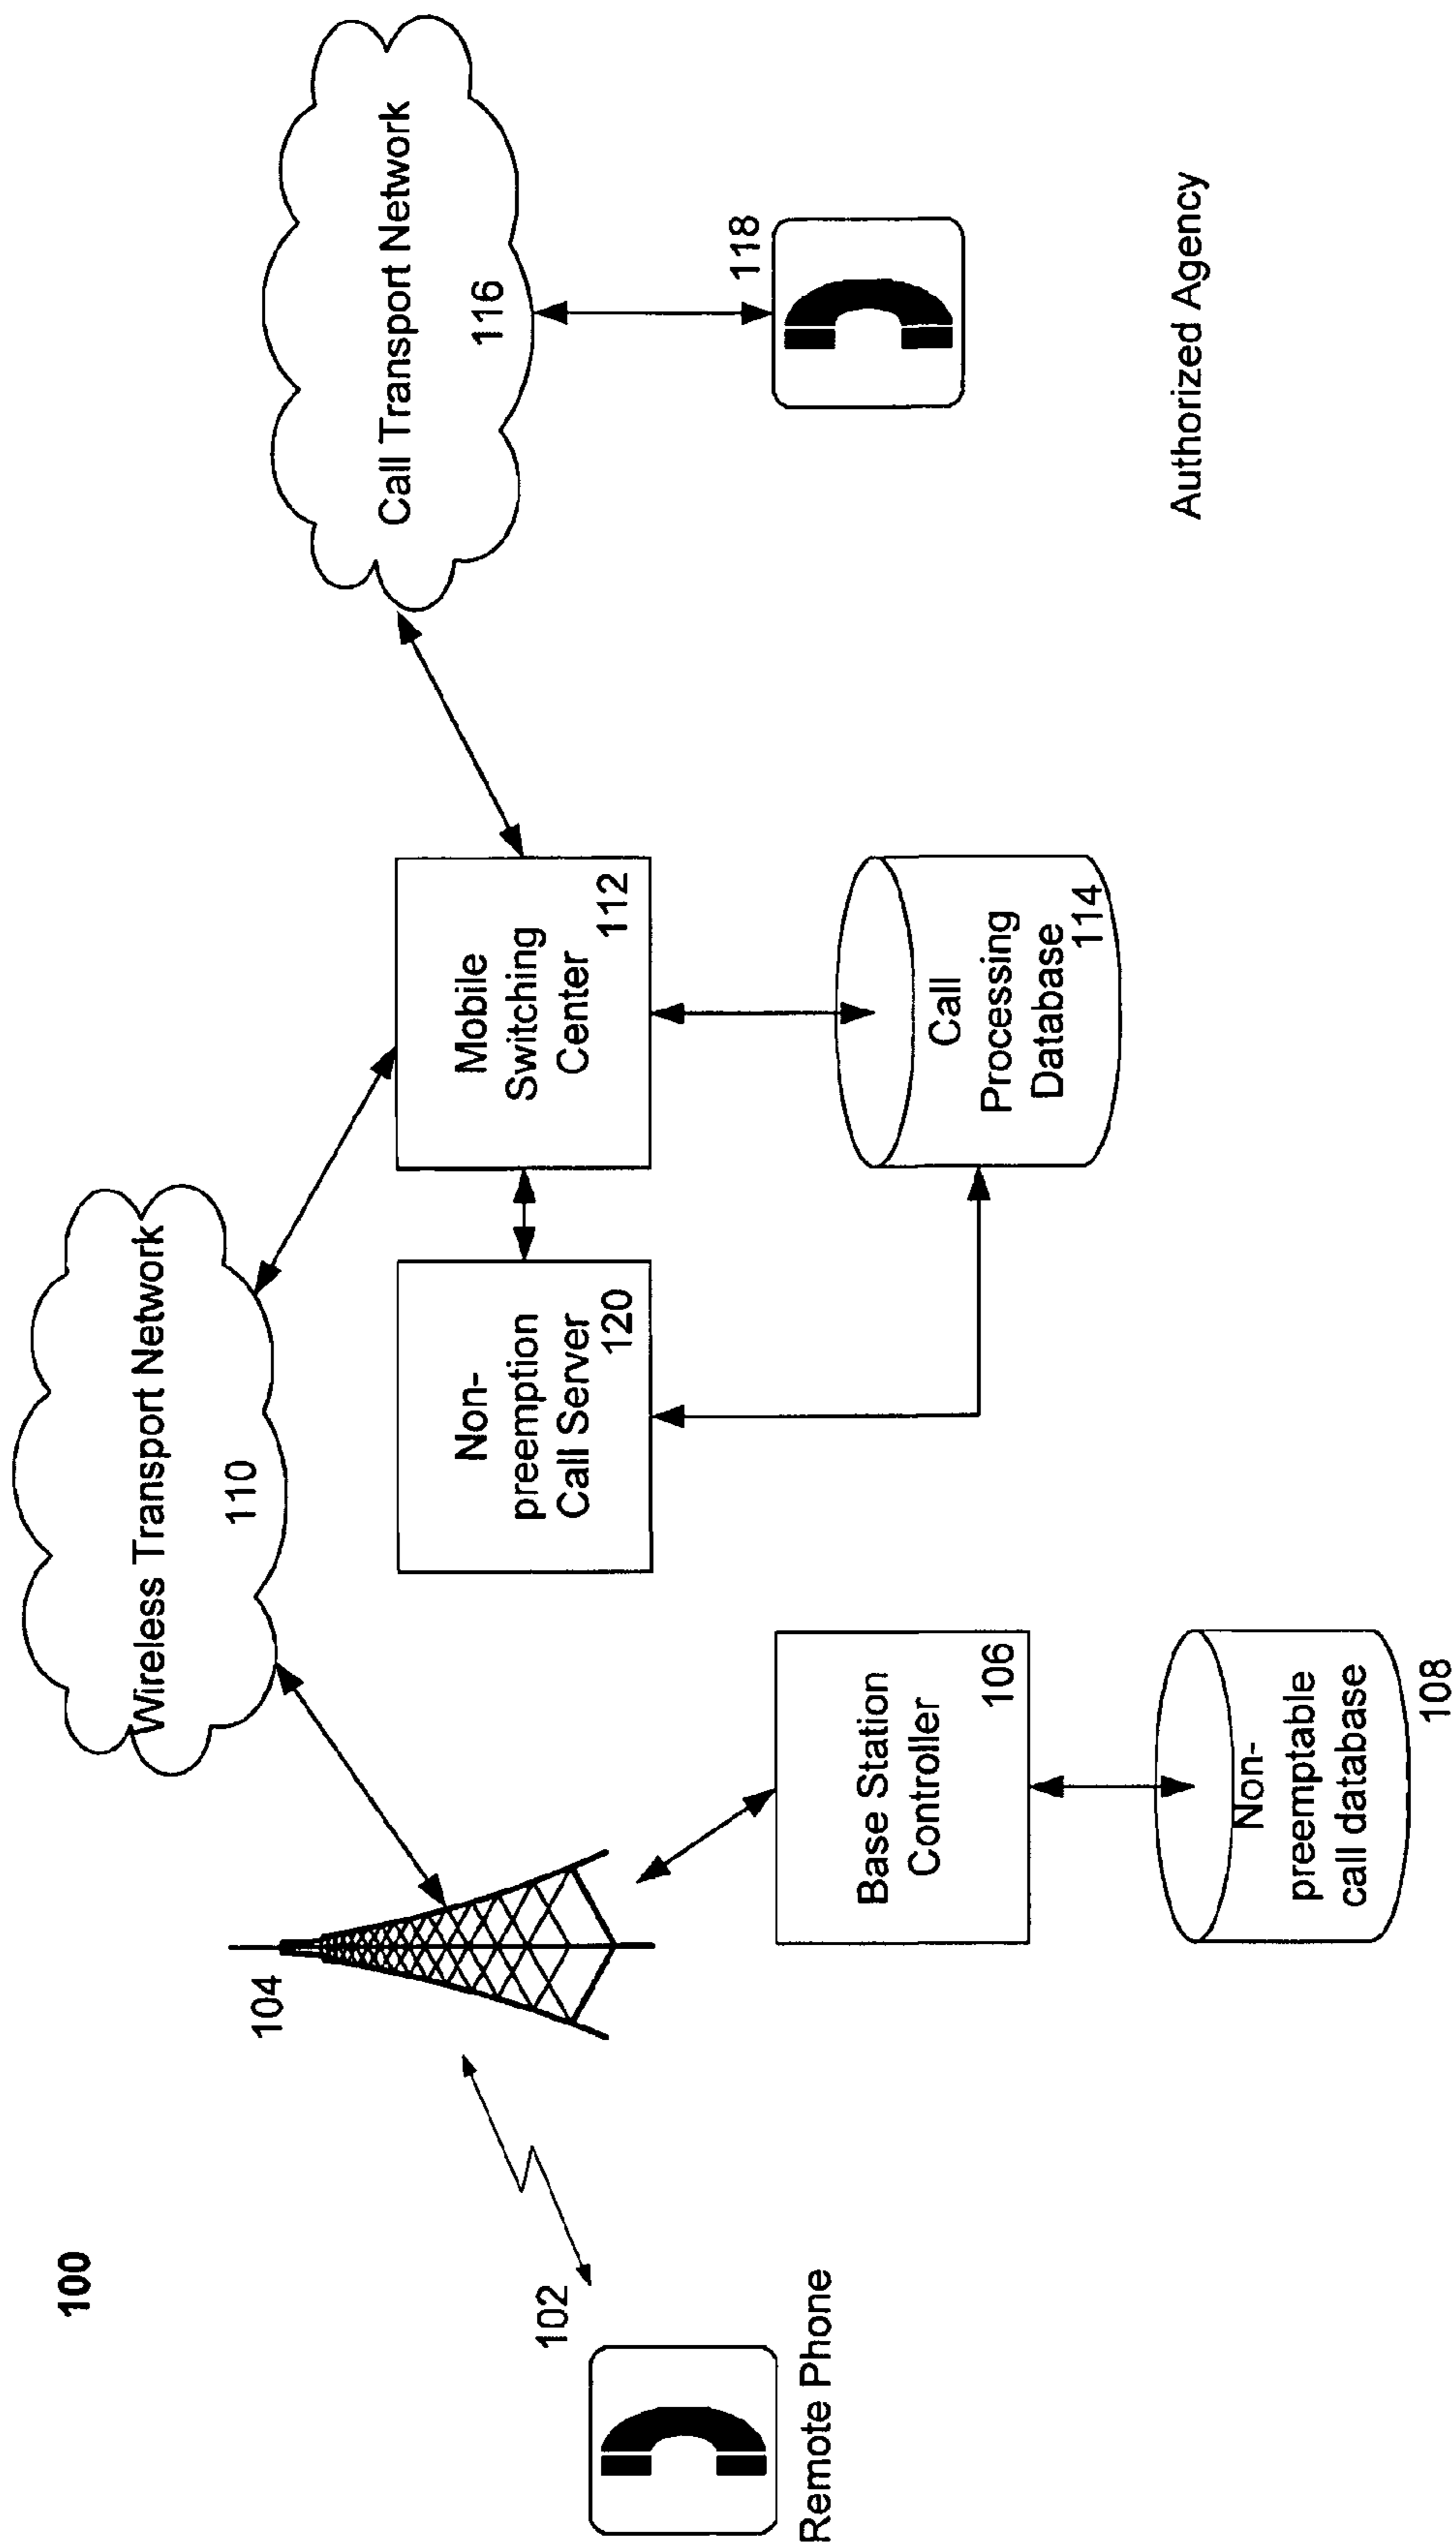 100
Wireless Transport Network
110
104
102
Remote Phone
Base Station
Controller
106
Non-
preemptable
call database
108
Non-
preemption
Call Server
120
Mobile
Switching
Center
112
Call
Processing
Database
114
Call Transport Network
116
118
Authorized Agency